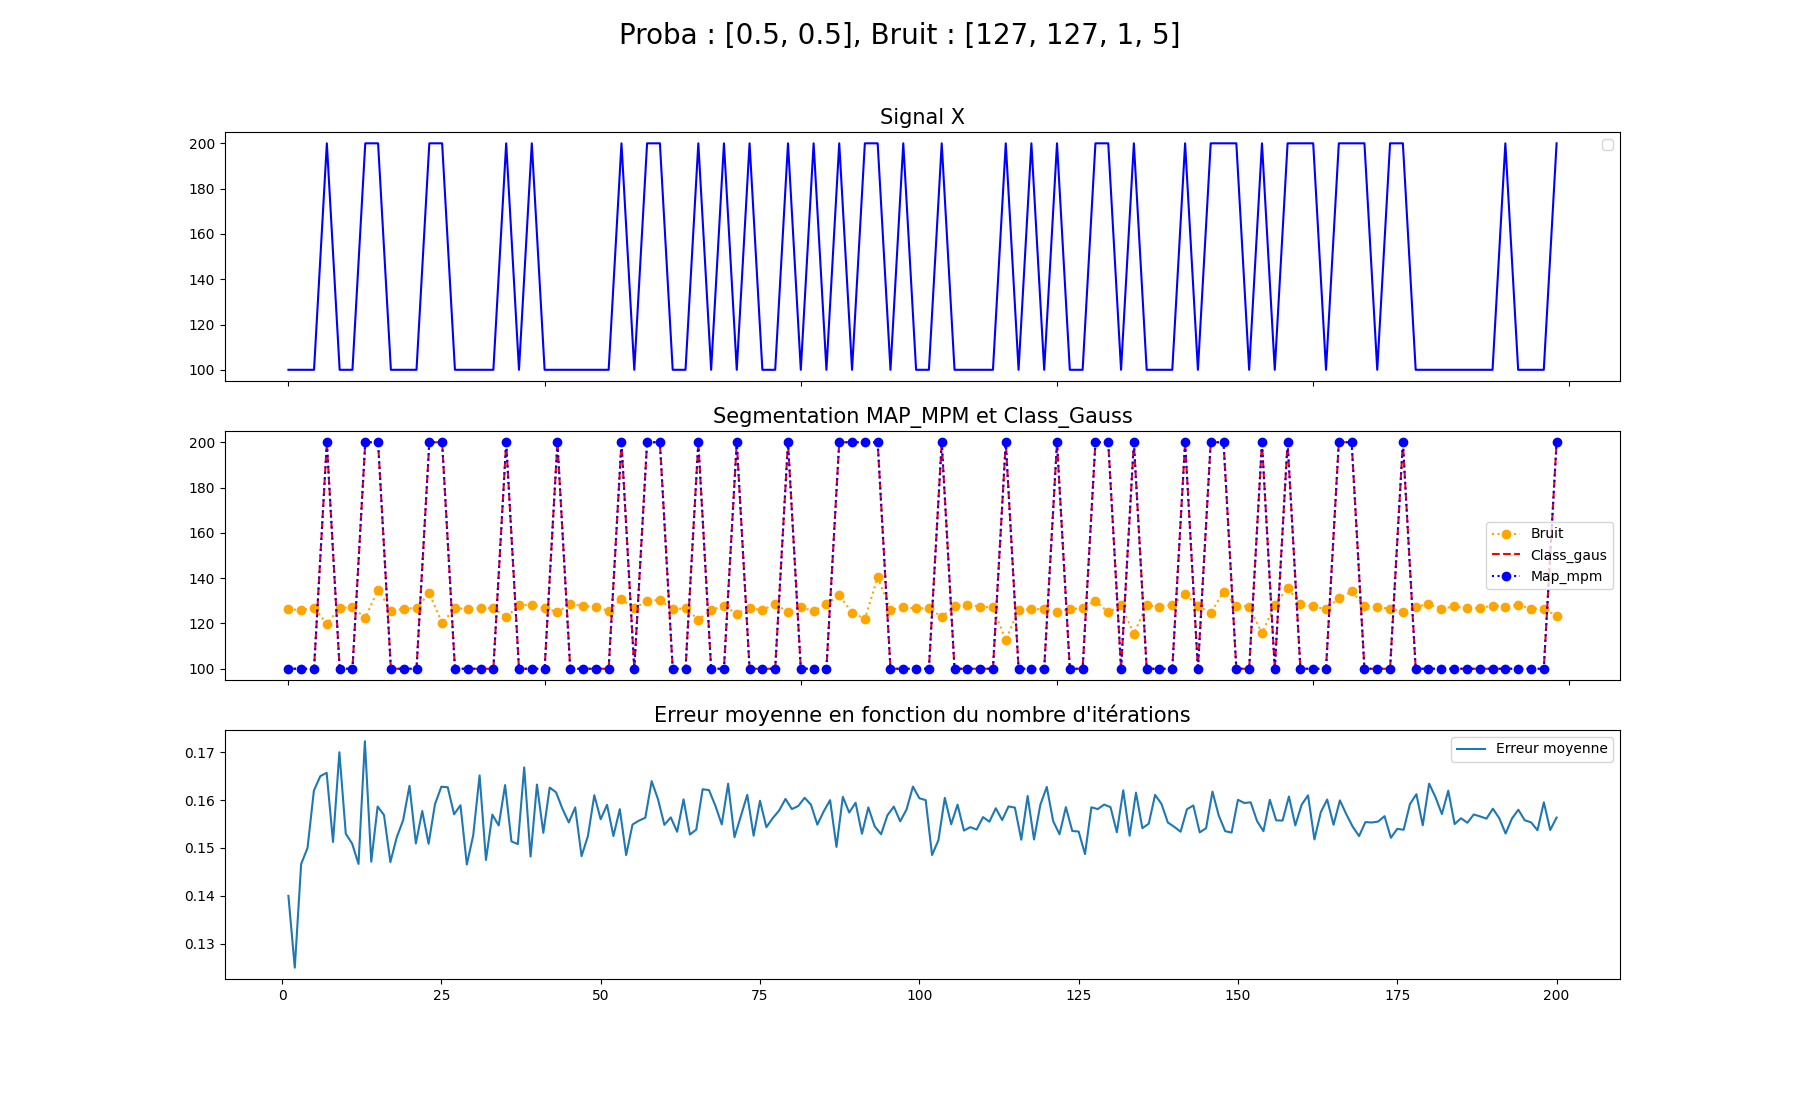 Proba : [0.5, 0.5], Bruit : [127, 127, 1, 5]
Signal X
200
180
160
140
120
100
Segmentation MAP_MPM et Class_Gauss
200
180
160
140
120
100
Bruit
Class_gaus
Map_mpm
Erreur moyenne en fonction du nombre d'itérations
0.17
0.16
0.15
0.14
0.13
Erreur moyenne
0 25 50 75 100 125 150 175 200